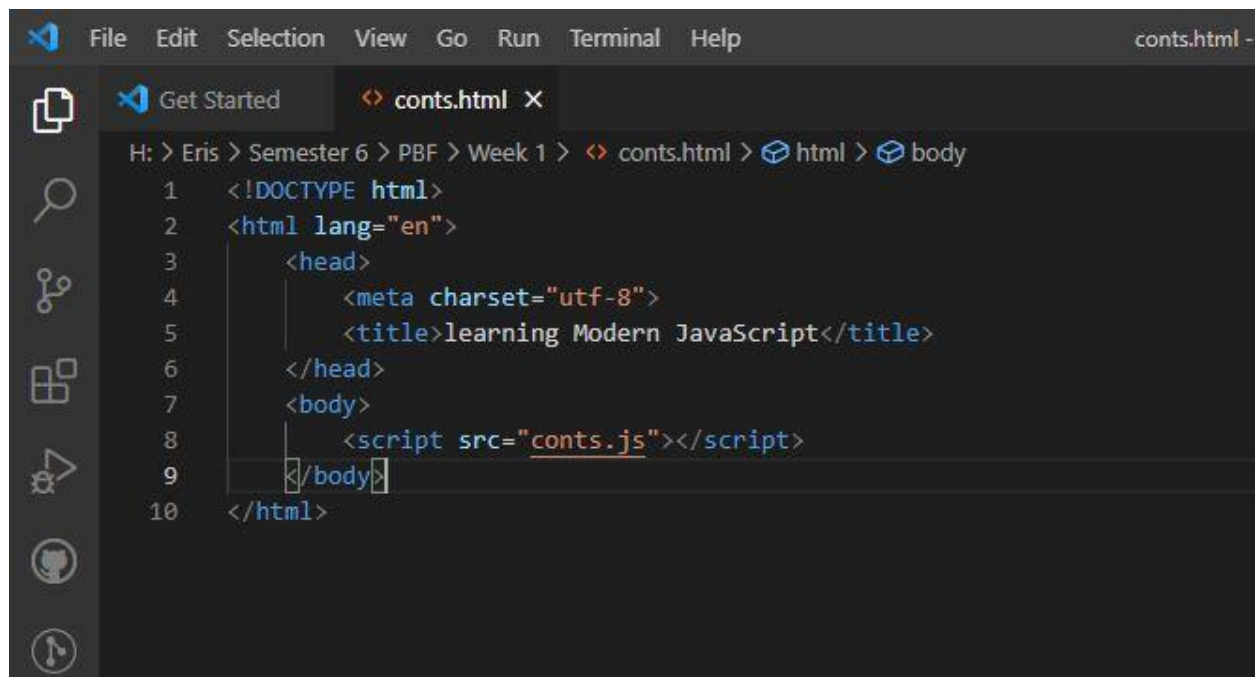 File Edit Selection View Go Run Terminal Help conts.html -
Get Started <> conts.html ×
H: > Eris > Semester 6 > PBF > Week 1 > <> conts.html > html > body
1 <!DOCTYPE html>
2 <html lang="en">
3 <head>
4 <meta charset="utf-8">
5 <title>learning Modern JavaScript</title>
6 </head>
7 <body>
8 <script src="conts.js"></script>
9 </body>
10 </html>